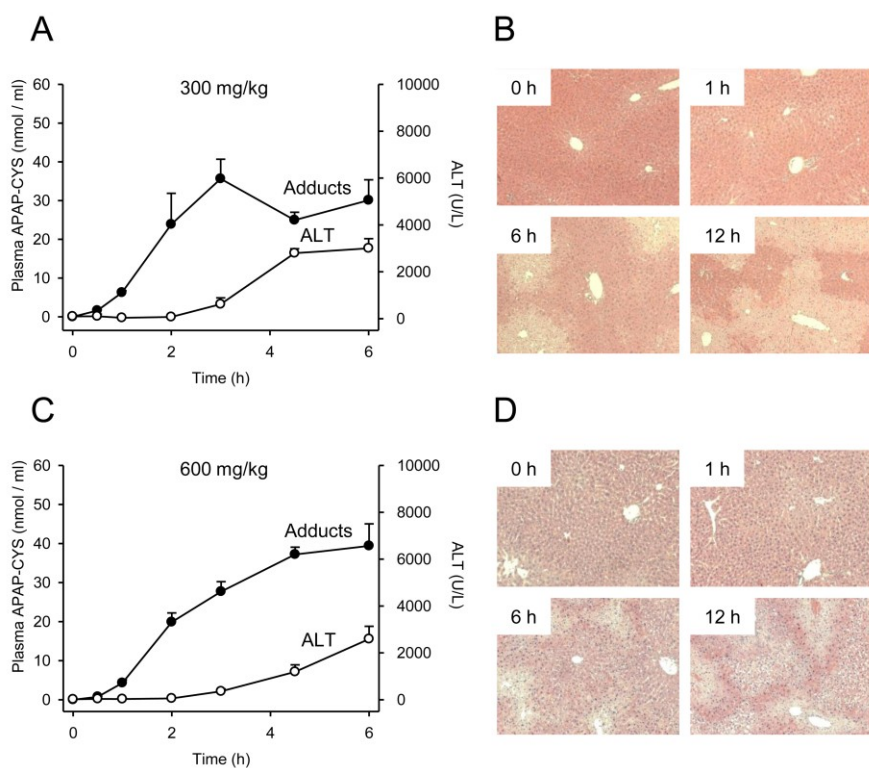 A
300 mg/kg
Plasma APAP-CYS (nmol / ml)
60
50
40
30
20
10
0
10000
8000
6000
4000
2000
0
ALT (U/L)
Adducts
ALT
0
2
4
6
Time (h)
B
0 h
1 h
6 h
12 h
C
600 mg/kg
Plasma APAP-CYS (nmol / ml)
60
50
40
30
20
10
0
10000
8000
6000
4000
2000
0
ALT (U/L)
Adducts
ALT
0
2
4
6
Time (h)
D
0 h
1 h
6 h
12 h